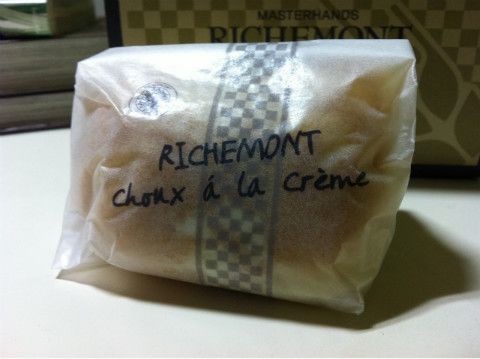 MASTERHANDS
RICHEMONT
RICHEMONT
choux á la Crème